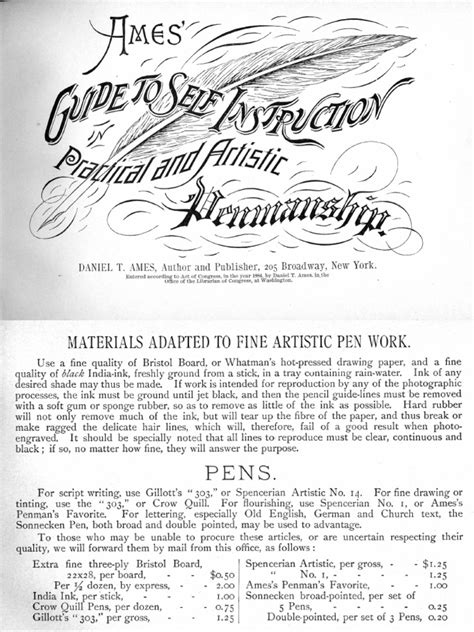 AMES'
GUIDE TO SELF INSTRUCTION
IN
Practical and Artistic
Penmanship.
DANIEL T. AMES, Author and Publisher, 205 Broadway, New York.
Entered according to Act of Congress, in the year 1884, by Daniel T. Ames, in the
Office of the Librarian of Congress, at Washington.
MATERIALS ADAPTED TO FINE ARTISTIC PEN WORK.
Use a fine quality of Bristol Board, or Whatman's hot-pressed drawing paper, and a fine
quality of black India-ink, freshly ground from a stick, in a tray containing rain-water. Ink of any
desired shade may thus be made. If work is intended for reproduction by any of the photographic
processes, the ink must be ground until jet black, and then the pencil guide-lines must be removed
with a soft gum or sponge rubber, so as to remove as little of the ink as possible. Hard rubber
will not only remove much of the ink, but will tear up the fibre of the paper, and thus break or
make ragged the delicate hair lines, which will, therefore, fail of a good result when photo-
engraved. It should be specially noted that all lines to reproduce must be clear, continuous and
black; if so, no matter how fine, they will answer the purpose.
PENS.
For script writing, use Gillott's "303," or Spencerian Artistic No. 14. For fine drawing or
tinting, use the "303," or Crow Quill. For flourishing, use Spencerian No. 1, or Ames's
Penman's Favorite. For lettering, especially Old English, German and Church text, the
Sonnecken Pen, both broad and double pointed, may be used to advantage.
To those who may be unable to procure these articles, or are uncertain respecting their
quality, we will forward them by mail from this office, as follows:
Extra fine three-ply Bristol Board,
22x28, per board, - - $0.50
Per ½ dozen, by express, - - 2.00
India Ink, per stick, - - 1.00
Crow Quill Pens, per dozen, - - 0.75
Gillott's "303," per gross, - - 1.25
Spencerian Artistic, per gross, - - $1.25
" No. 1, - - 1.25
Ames's Penman's Favorite, - - 1.00
Sonnecken broad-pointed, per set of
5 Pens, - - 0.25
Double-pointed, per set of 3 Pens, 0.20